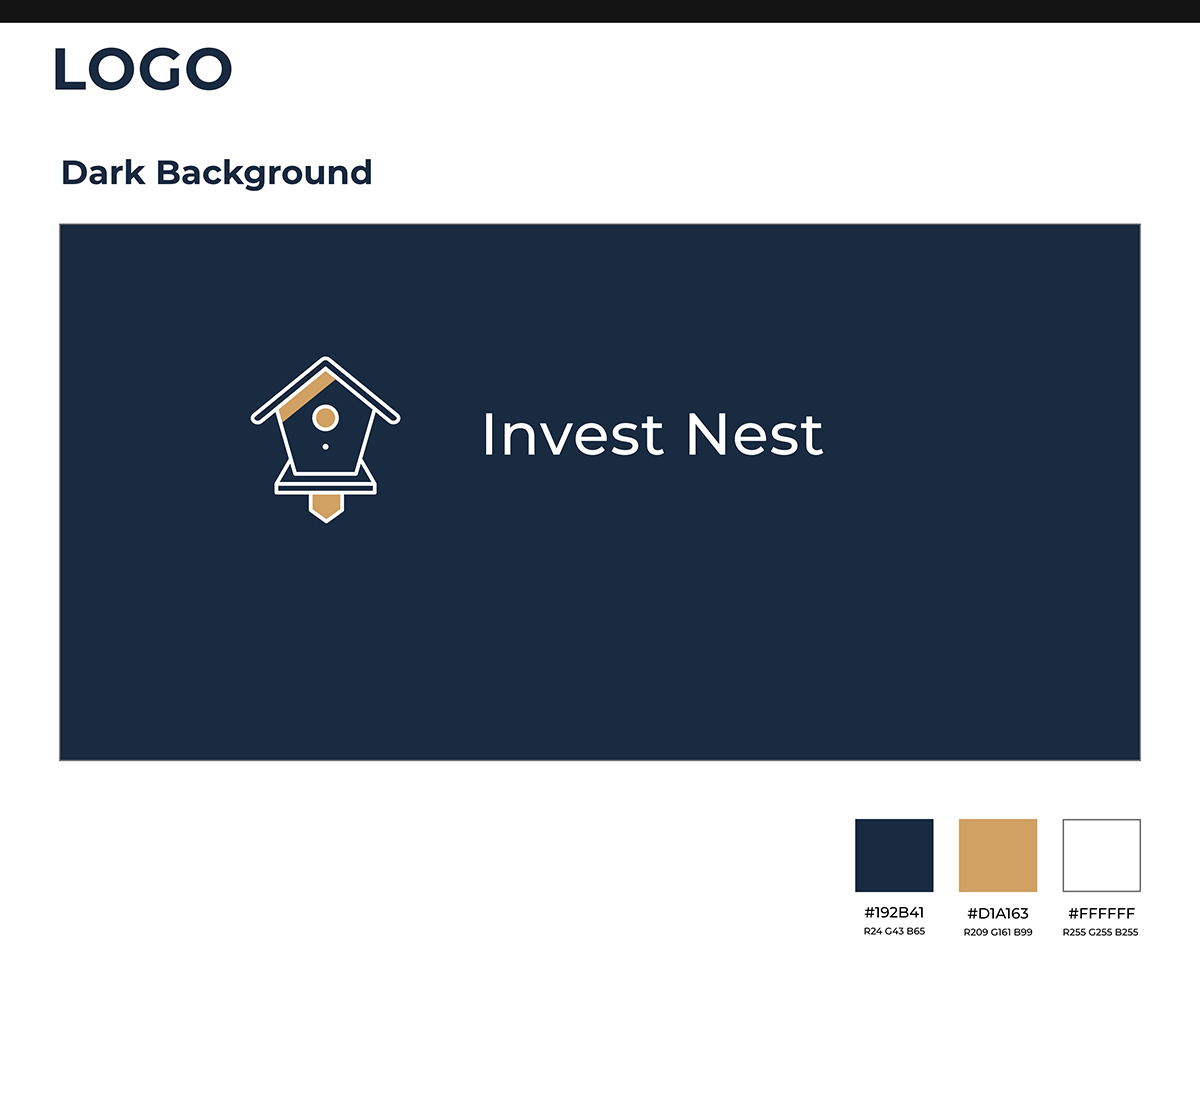 LOGO
Dark Background
Invest Nest
#192B41
#D1A163
#FFFFFF
R24 G43 B65
R209 G161 B99
R255 G255 B255